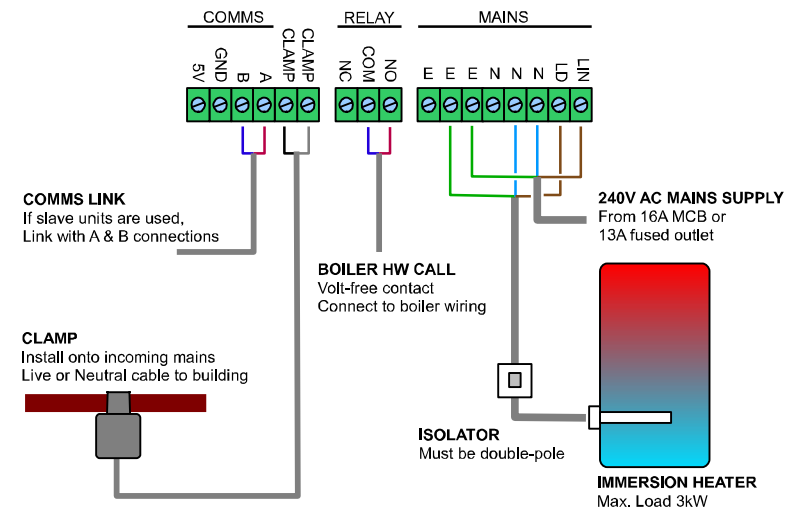 COMMS
RELAY
MAINS
5V
GND
B
A
CLAMP
CLAMP
NC
COM
NO
E
E
E
N
N
N
LD
LIN
COMMS LINK
If slave units are used,
Link with A & B connections
BOILER HW CALL
Volt-free contact
Connect to boiler wiring
240V AC MAINS SUPPLY
From 16A MCB or
13A fused outlet
CLAMP
Install onto incoming mains
Live or Neutral cable to building
ISOLATOR
Must be double-pole
IMMERSION HEATER
Max. Load 3kW